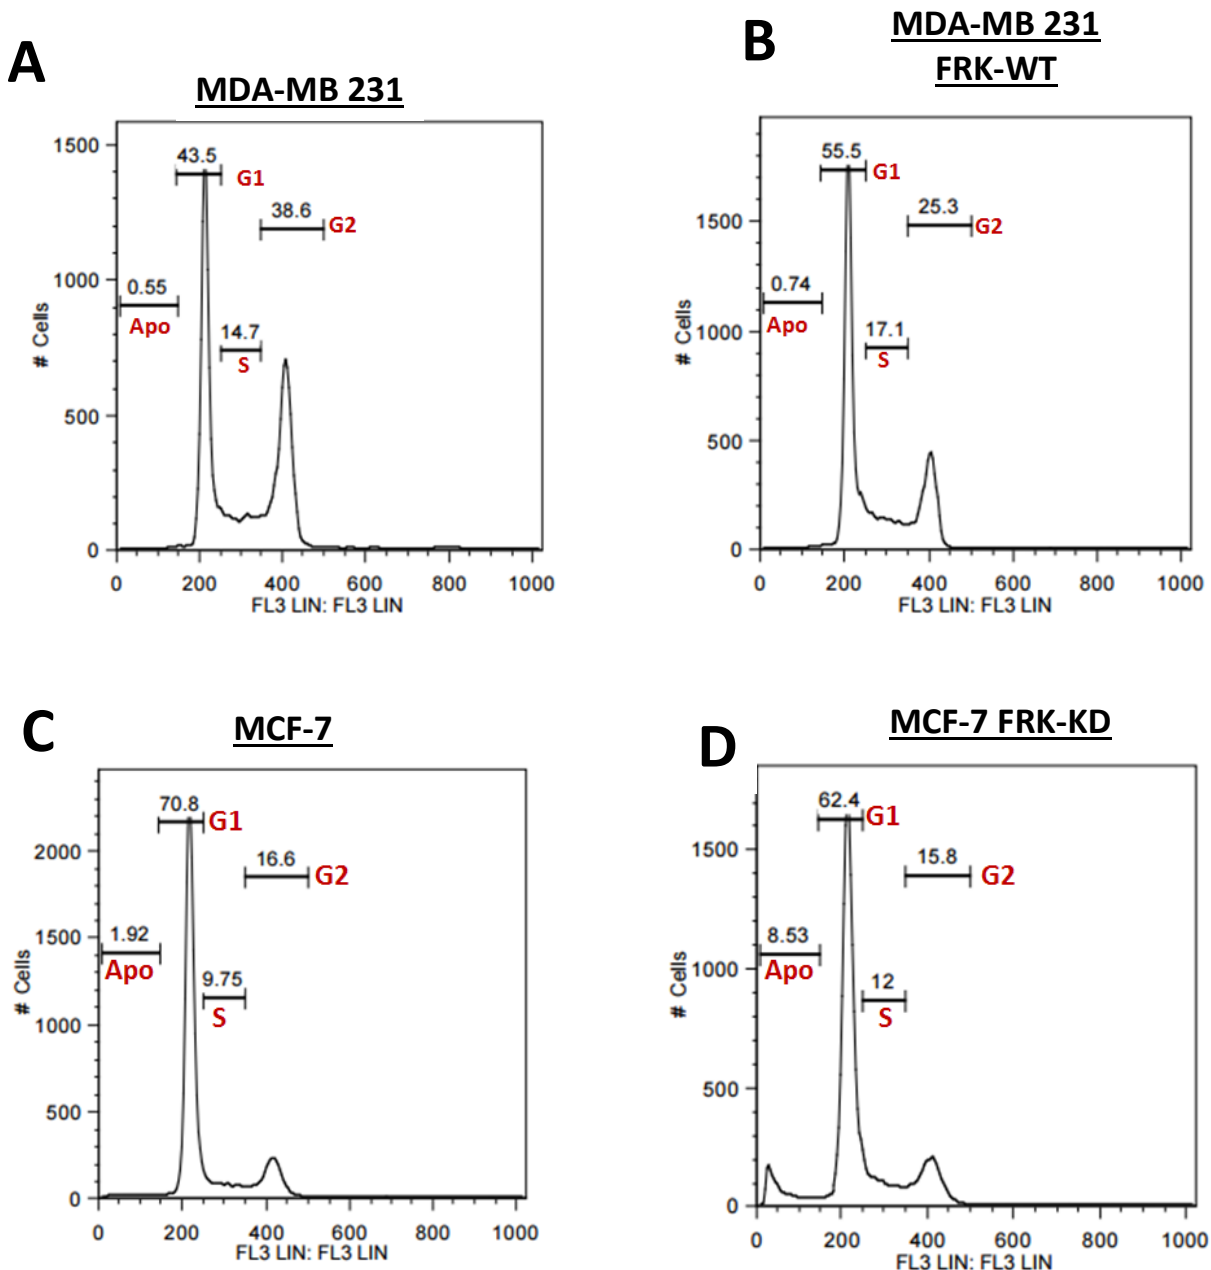 A
MDA-MB 231
1500
1000
500
0
# Cells
43.5
G1
38.6
G2
0.55
Apo
14.7
S
0 200 400 600 800 1000
FL3 LIN: FL3 LIN
B
MDA-MB 231
FRK-WT
1500
1000
500
0
# Cells
55.5
G1
25.3
G2
0.74
Apo
17.1
S
0 200 400 600 800 1000
FL3 LIN: FL3 LIN
C
MCF-7
2000
1500
1000
500
0
# Cells
70.8
G1
16.6
G2
1.92
Apo
9.75
S
0 200 400 600 800 1000
FL3 LIN: FL3 LIN
D
MCF-7 FRK-KD
1500
1000
500
0
# Cells
62.4
G1
15.8
G2
8.53
Apo
12
S
0 200 400 600 800 1000
FL3 LIN: FL3 LIN